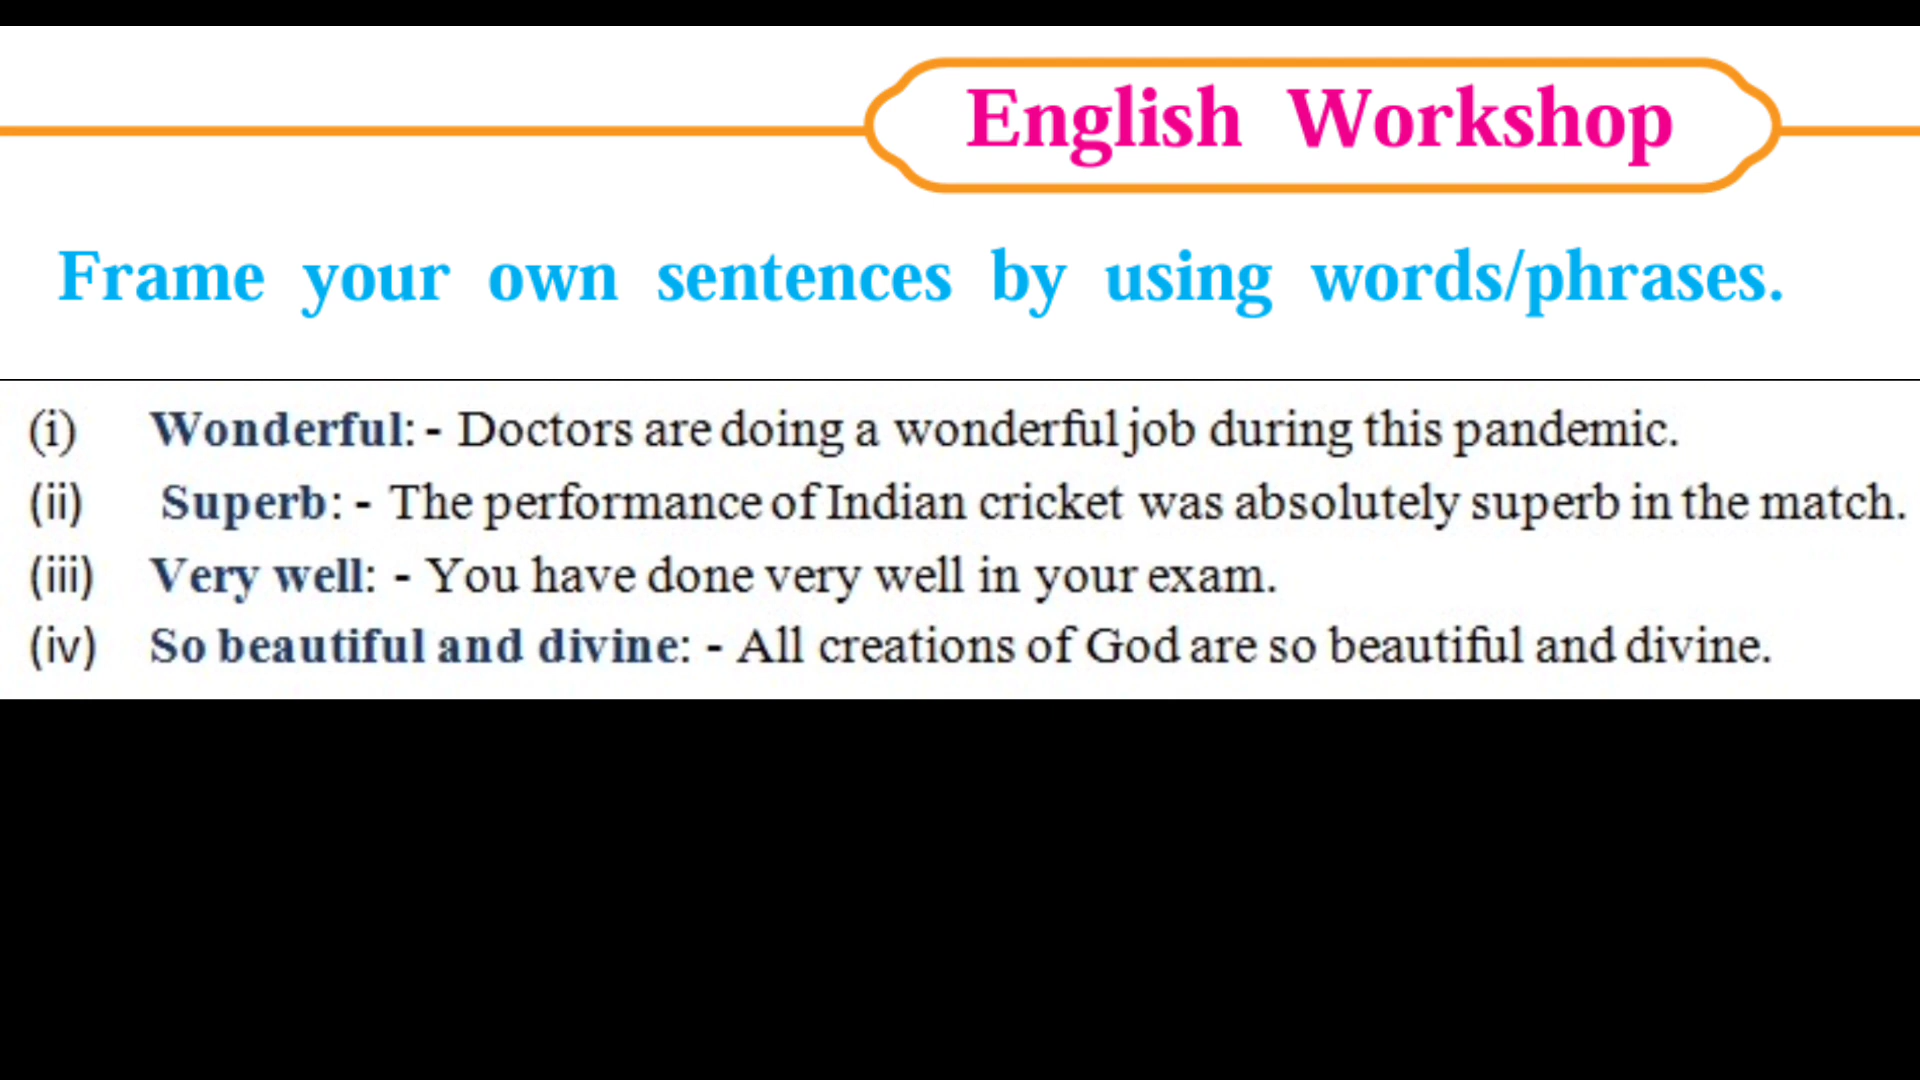 English Workshop
Frame your own sentences by using words/phrases.
(i) Wonderful: - Doctors are doing a wonderful job during this pandemic.
(ii) Superb: - The performance of Indian cricket was absolutely superb in the match.
(iii) Very well: - You have done very well in your exam.
(iv) So beautiful and divine: - All creations of God are so beautiful and divine.